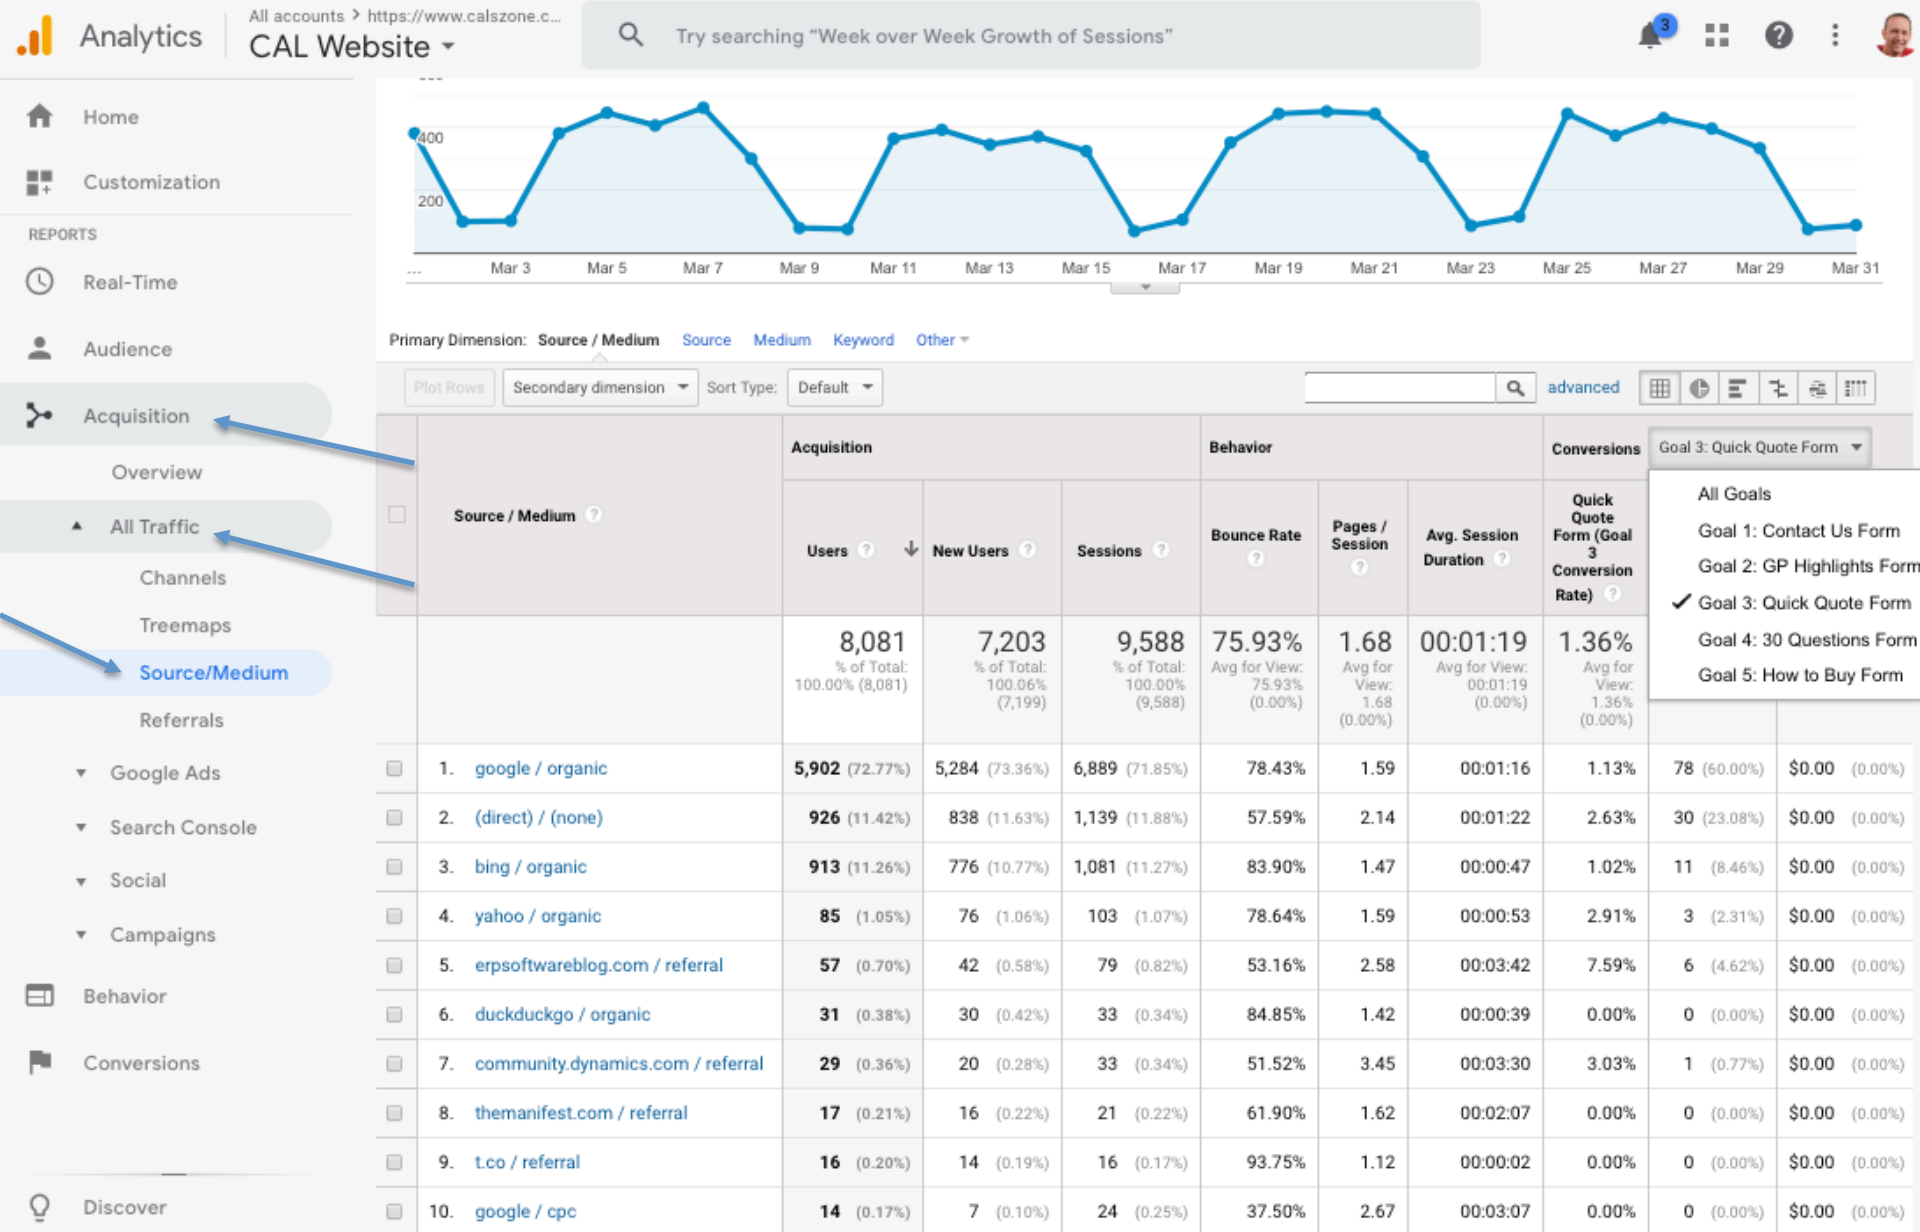 Analytics
All accounts > https://www.calszone.c...
CAL Website
Try searching “Week over Week Growth of Sessions”
3
Home
Customization
REPORTS
Real-Time
Audience
Acquisition
Overview
All Traffic
Channels
Treemaps
Source/Medium
Referrals
Google Ads
Search Console
Social
Campaigns
Behavior
Conversions
Discover
400
200
... Mar 3 Mar 5 Mar 7 Mar 9 Mar 11 Mar 13 Mar 15 Mar 17 Mar 19 Mar 21 Mar 23 Mar 25 Mar 27 Mar 29 Mar 31
Primary Dimension: Source / Medium Source Medium Keyword Other
Plot Rows Secondary dimension Sort Type: Default advanced
Acquisition Behavior Conversions Goal 3: Quick Quote Form
All Goals
Goal 1: Contact Us Form
Goal 2: GP Highlights Form
Goal 3: Quick Quote Form
Goal 4: 30 Questions Form
Goal 5: How to Buy Form
Source / Medium ?
Users ?
New Users ?
Sessions ?
Bounce Rate
?
Pages /
Session
?
Avg. Session
Duration ?
Quick
Quote
Form (Goal
3
Conversion
Rate) ?
8,081
% of Total:
100.00% (8,081)
7,203
% of Total:
100.06%
(7,199)
9,588
% of Total:
100.00%
(9,588)
75.93%
Avg for View:
75.93%
(0.00%)
1.68
Avg for
View:
1.68
(0.00%)
00:01:19
Avg for View:
00:01:19
(0.00%)
1.36%
Avg for
View:
1.36%
(0.00%)
1. google / organic 5,902 (72.77%) 5,284 (73.36%) 6,889 (71.85%) 78.43% 1.59 00:01:16 1.13% 78 (60.00%) $0.00 (0.00%)
2. (direct) / (none) 926 (11.42%) 838 (11.63%) 1,139 (11.88%) 57.59% 2.14 00:01:22 2.63% 30 (23.08%) $0.00 (0.00%)
3. bing / organic 913 (11.26%) 776 (10.77%) 1,081 (11.27%) 83.90% 1.47 00:00:47 1.02% 11 (8.46%) $0.00 (0.00%)
4. yahoo / organic 85 (1.05%) 76 (1.06%) 103 (1.07%) 78.64% 1.59 00:00:53 2.91% 3 (2.31%) $0.00 (0.00%)
5. erpsoftwareblog.com / referral 57 (0.70%) 42 (0.58%) 79 (0.82%) 53.16% 2.58 00:03:42 7.59% 6 (4.62%) $0.00 (0.00%)
6. duckduckgo / organic 31 (0.38%) 30 (0.42%) 33 (0.34%) 84.85% 1.42 00:00:39 0.00% 0 (0.00%) $0.00 (0.00%)
7. community.dynamics.com / referral 29 (0.36%) 20 (0.28%) 33 (0.34%) 51.52% 3.45 00:03:30 3.03% 1 (0.77%) $0.00 (0.00%)
8. themanifest.com / referral 17 (0.21%) 16 (0.22%) 21 (0.22%) 61.90% 1.62 00:02:07 0.00% 0 (0.00%) $0.00 (0.00%)
9. t.co / referral 16 (0.20%) 14 (0.19%) 16 (0.17%) 93.75% 1.12 00:00:02 0.00% 0 (0.00%) $0.00 (0.00%)
10. google / cpc 14 (0.17%) 7 (0.10%) 24 (0.25%) 37.50% 2.67 00:03:07 0.00% 0 (0.00%) $0.00 (0.00%)